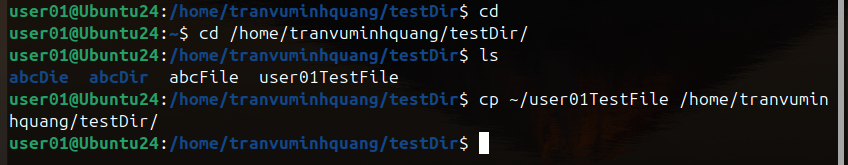 user01@Ubuntu24:/home/tranvuminhquang/testDir$ cd
user01@Ubuntu24:~$ cd /home/tranvuminhquang/testDir/
user01@Ubuntu24:/home/tranvuminhquang/testDir$ ls
abcDie  abcDir  abcFile  user01TestFile
user01@Ubuntu24:/home/tranvuminhquang/testDir$ cp ~/user01TestFile /home/tranvumin
hquang/testDir/
user01@Ubuntu24:/home/tranvuminhquang/testDir$